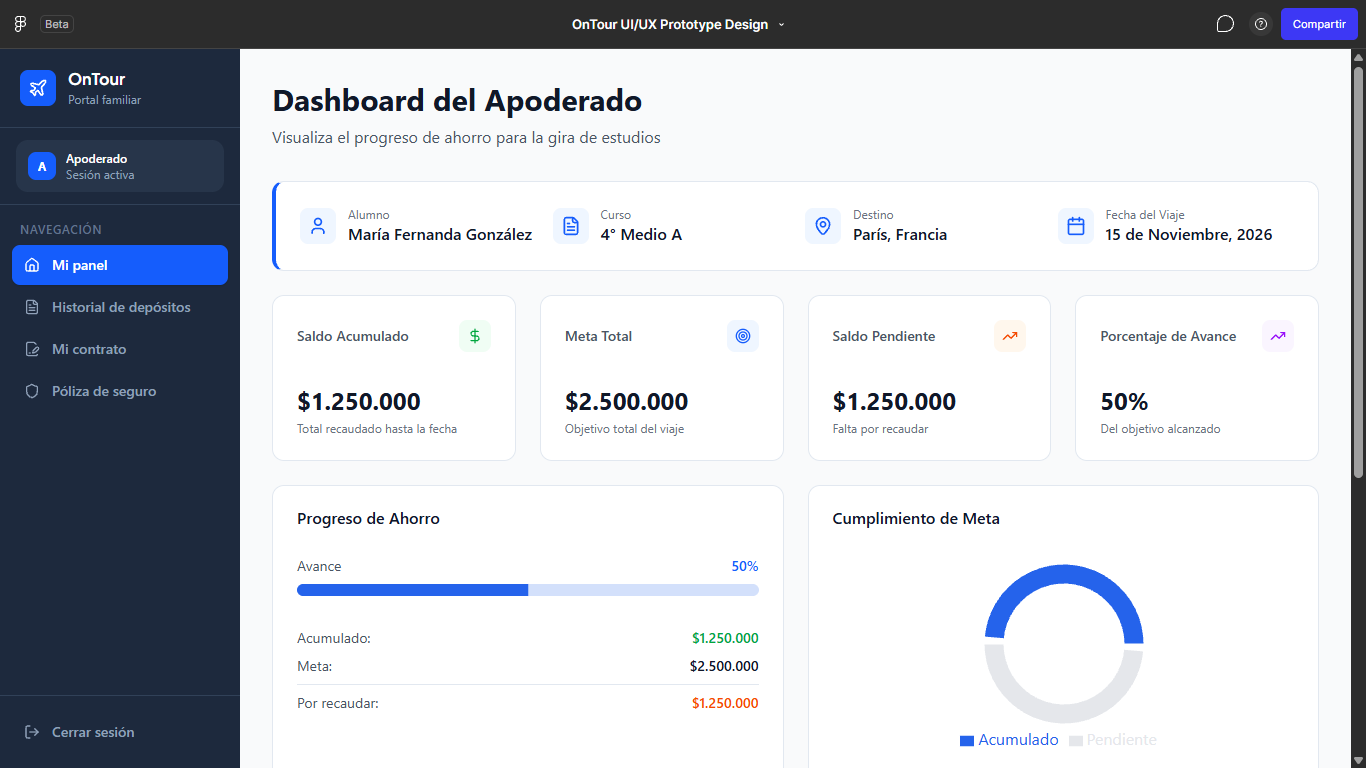 Beta
OnTour UI/UX Prototype Design
Compartir
OnTour
Portal familiar
A
Apoderado
Sesión activa
NAVEGACIÓN
Mi panel
Historial de depósitos
Mi contrato
Póliza de seguro
Cerrar sesión
Dashboard del Apoderado
Visualiza el progreso de ahorro para la gira de estudios
Alumno
María Fernanda González
Curso
4° Medio A
Destino
París, Francia
Fecha del Viaje
15 de Noviembre, 2026
Saldo Acumulado
$
$1.250.000
Total recaudado hasta la fecha
Meta Total
$2.500.000
Objetivo total del viaje
Saldo Pendiente
$1.250.000
Falta por recaudar
Porcentaje de Avance
50%
Del objetivo alcanzado
Progreso de Ahorro
Avance 50%
Acumulado: $1.250.000
Meta: $2.500.000
Por recaudar: $1.250.000
Cumplimiento de Meta
Acumulado Pendiente